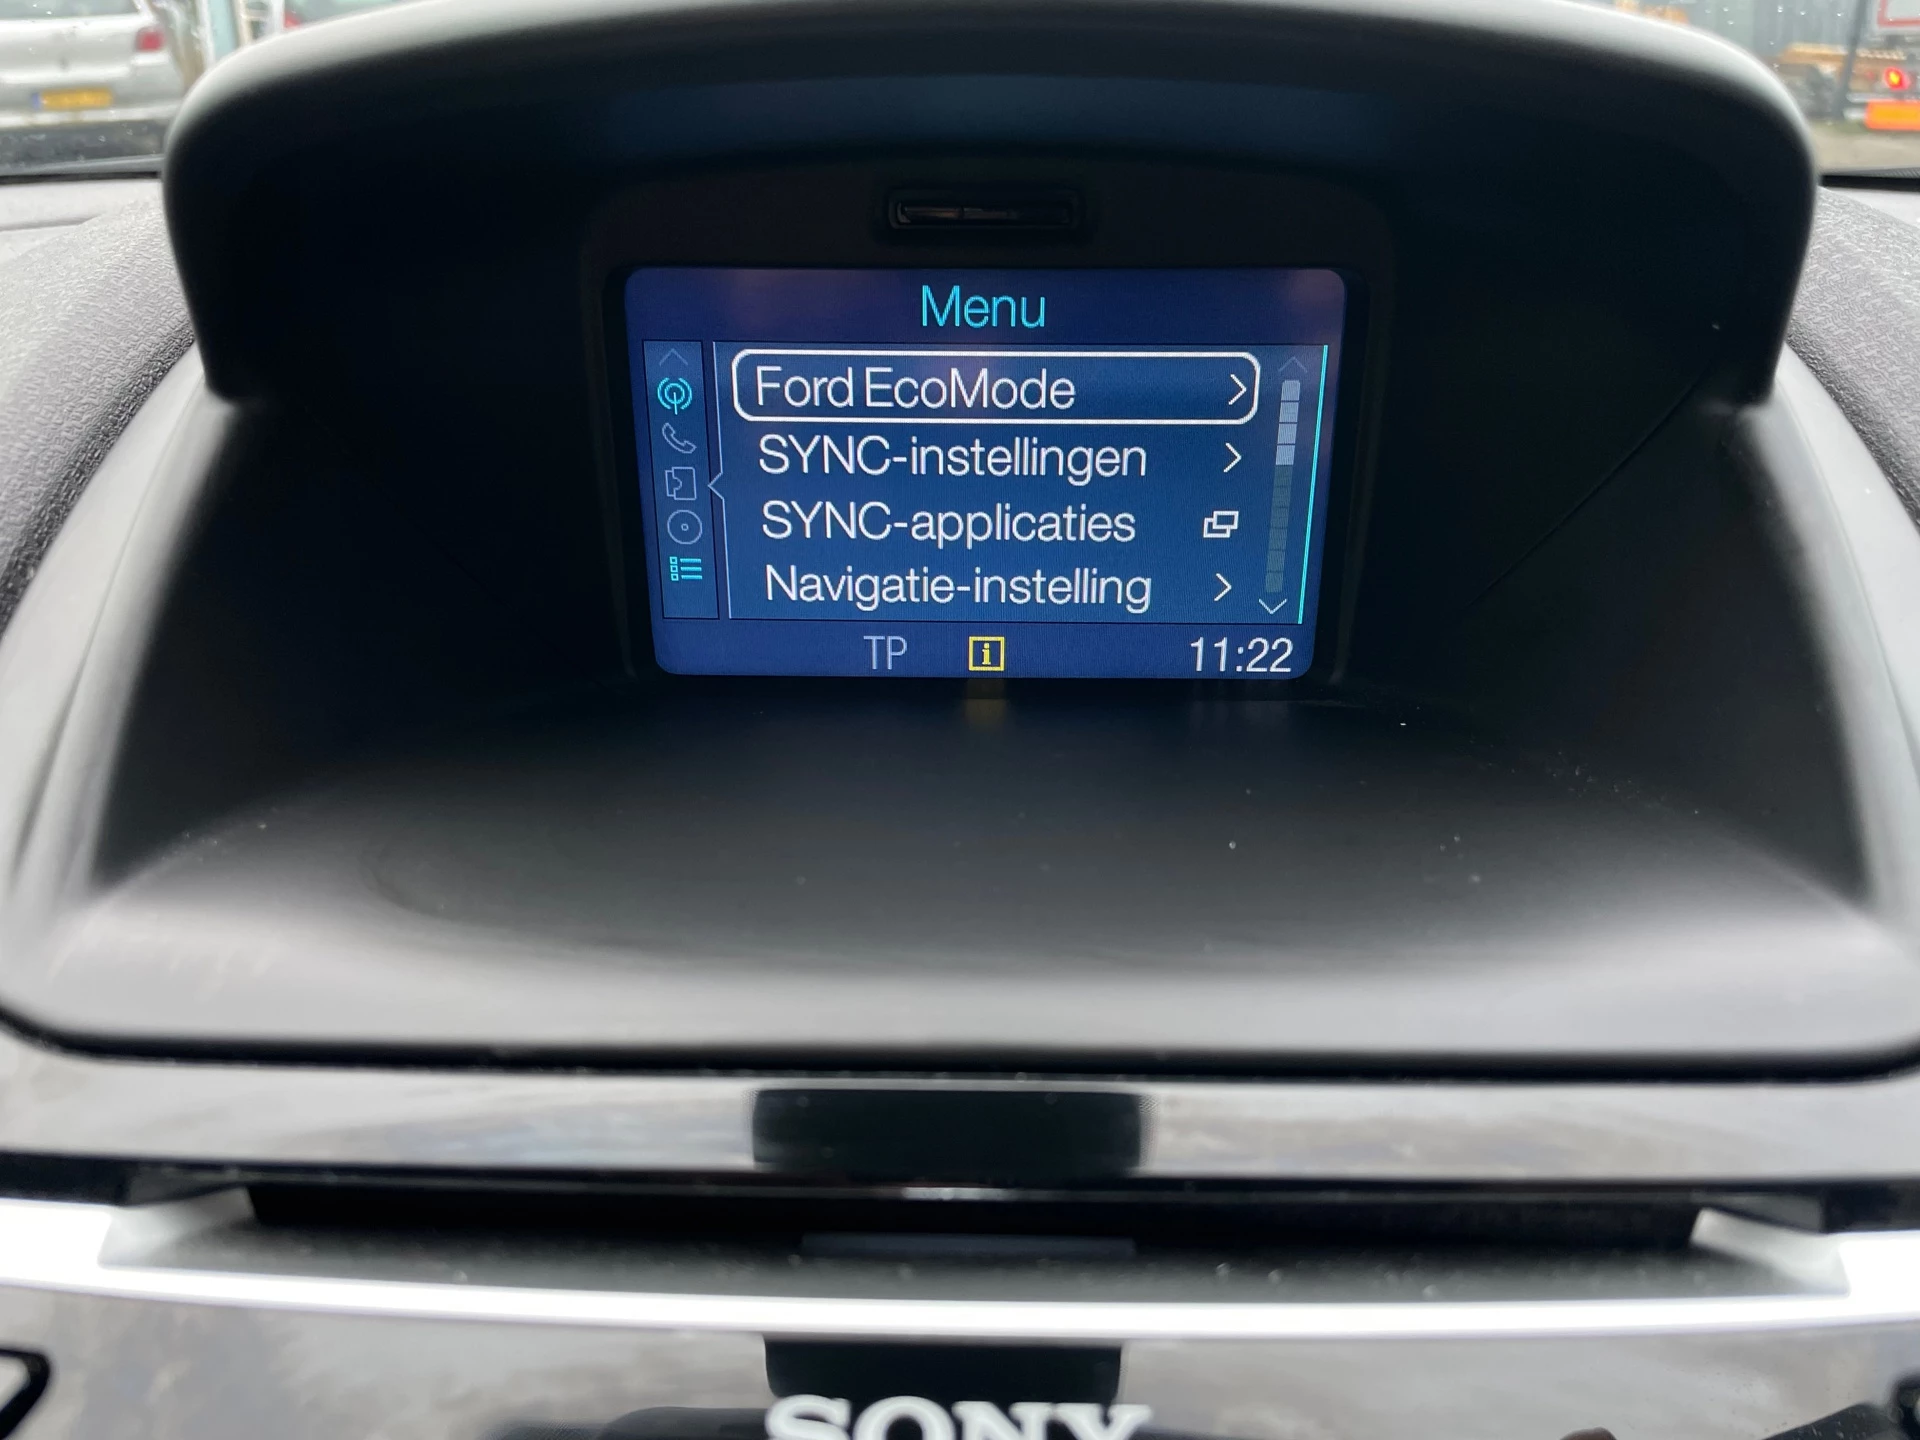 Menu
Ford EcoMode
SYNC-instellingen
SYNC-applicaties
Navigatie-instelling
TP i 11:22
SONY